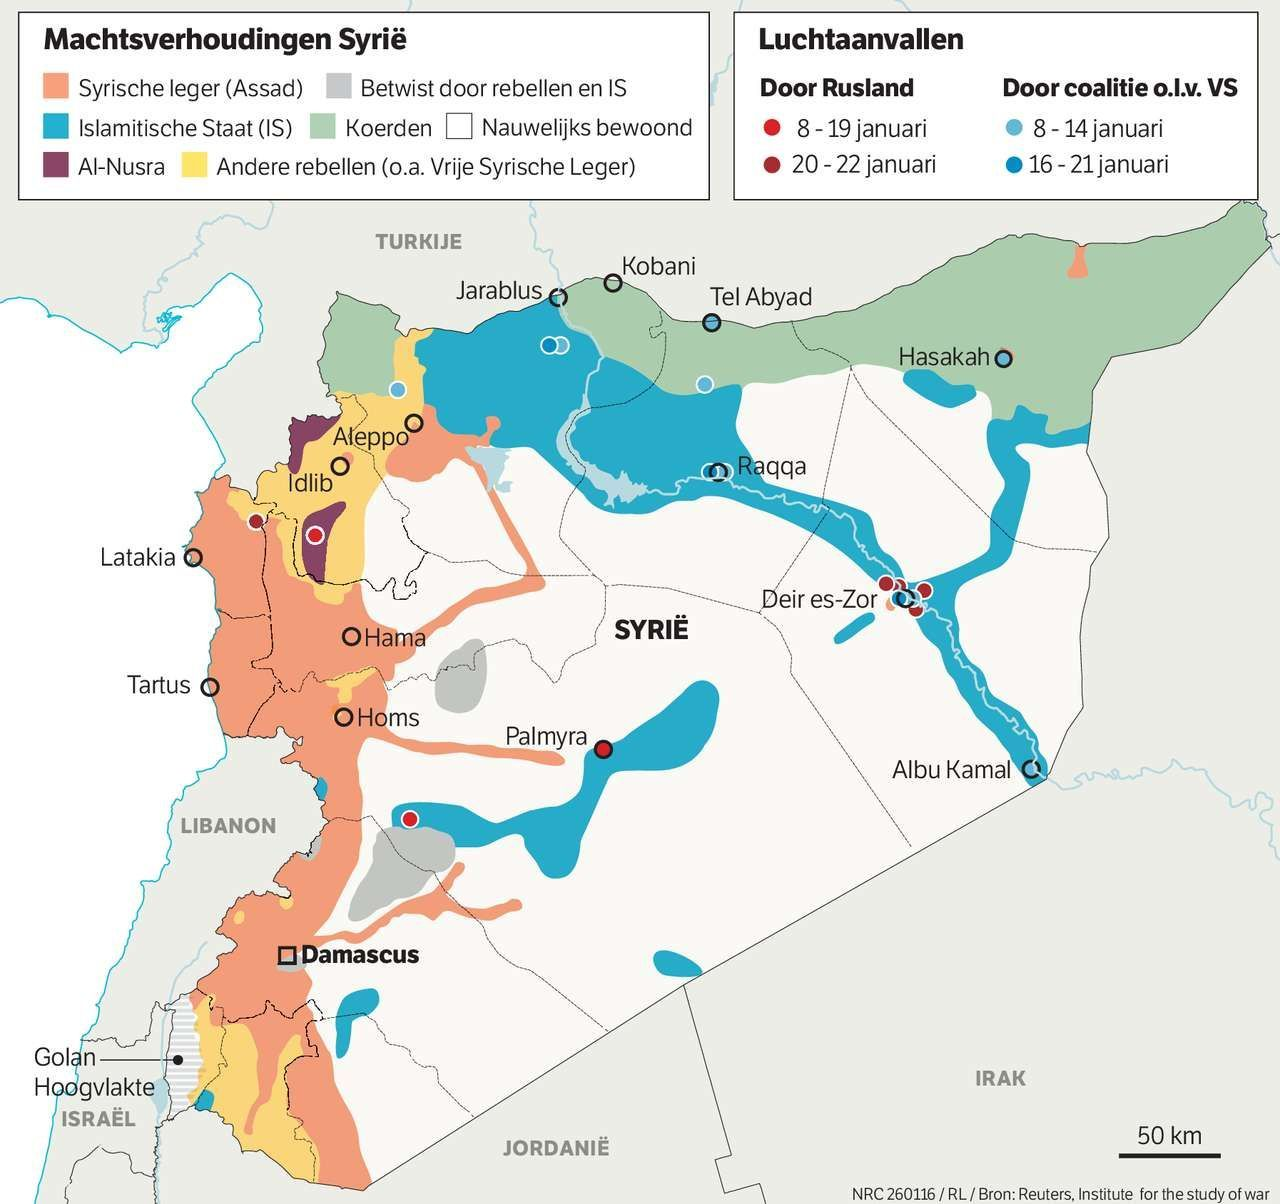 Machtsverhoudingen Syrië
Syrische leger (Assad)
Betwist door rebellen en IS
Islamitische Staat (IS)
Koerden
Nauwelijks bewoond
Al-Nusra
Andere rebellen (o.a. Vrije Syrische Leger)
Luchtaanvallen
Door Rusland
Door coalitie o.l.v. VS
8 - 19 januari
8 - 14 januari
20 - 22 januari
16 - 21 januari
TURKIJE
Kobani
Jarablus
Tel Abyad
Hasakah
Aleppo
Idlib
Raqqa
Latakia
Deir es-Zor
SYRIË
Hama
Tartus
Homs
Palmyra
Albu Kamal
LIBANON
Damascus
Golan
Hoogvlakte
ISRAËL
IRAK
JORDANIË
50 km
NRC 260116 / RL / Bron: Reuters, Institute for the study of war